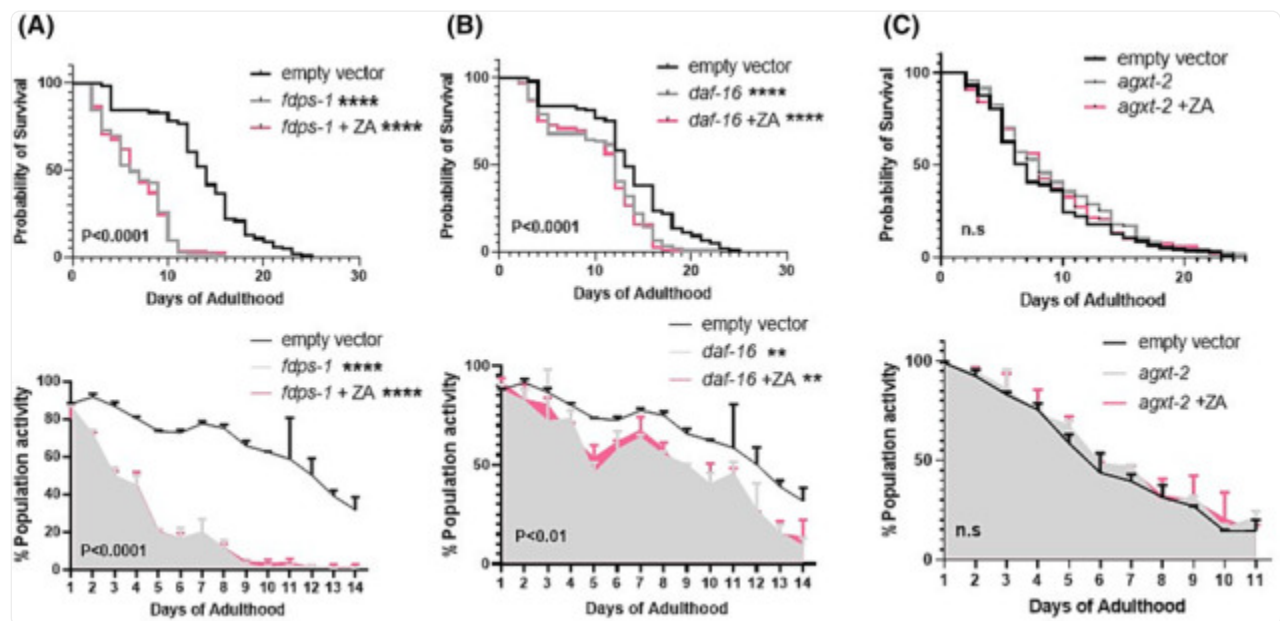 (A)
Probability of Survival
100
50
0
0 10 20 30
Days of Adulthood
empty vector
fdps-1 ****
fdps-1 + ZA ****
P<0.0001
(B)
Probability of Survival
100
50
0
0 10 20 30
Days of Adulthood
empty vector
daf-16 ****
daf-16 +ZA ****
P<0.0001
(C)
Probability of Survival
100
50
0
0 10 20
Days of Adulthood
empty vector
agxt-2
agxt-2 +ZA
n.s
% Population activity
100
80
60
40
20
0
1 2 3 4 5 6 7 8 9 10 11 12 13 14
Days of Adulthood
empty vector
fdps-1 ****
fdps-1 + ZA ****
P<0.0001
% Population activity
100
50
0
1 2 3 4 5 6 7 8 9 10 11 12 13 14
Days of Adulthood
empty vector
daf-16 **
daf-16 +ZA **
P<0.01
% Population activity
100
50
0
1 2 3 4 5 6 7 8 9 10 11
Days of Adulthood
empty vector
agxt-2
agxt-2 +ZA
n.s